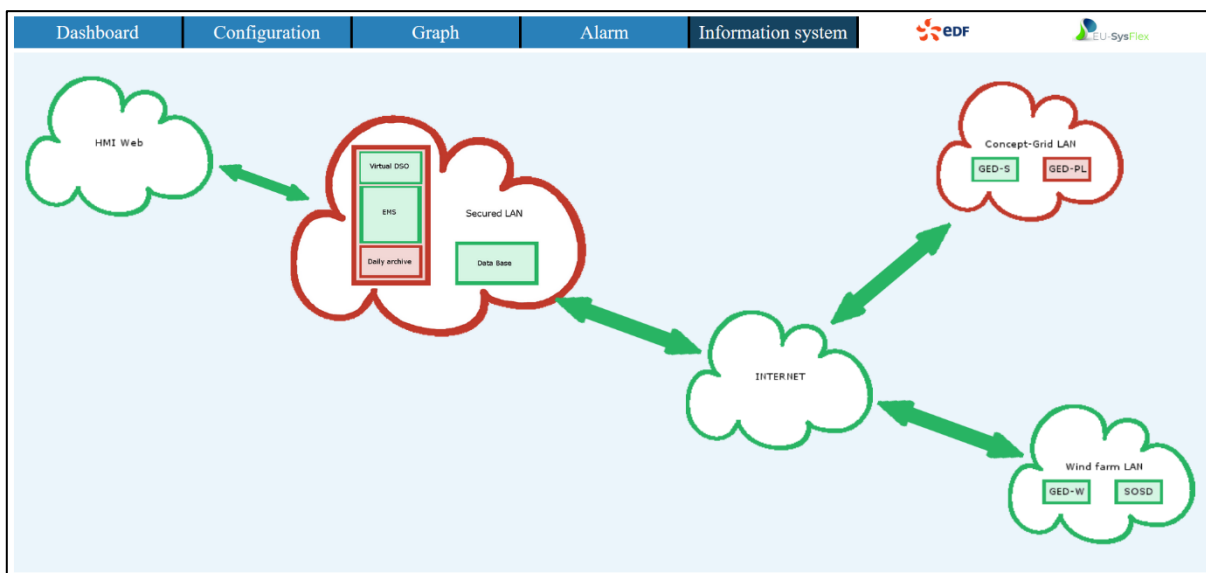 Dashboard
Configuration
Graph
Alarm
Information system
eDF
EU-SysFlex
HMI Web
Virtual DSO
EMS
Secured LAN
Daily archive
Data Base
Concept-Grid LAN
GED-S
GED-PL
INTERNET
Wind farm LAN
GED-W
SOSD